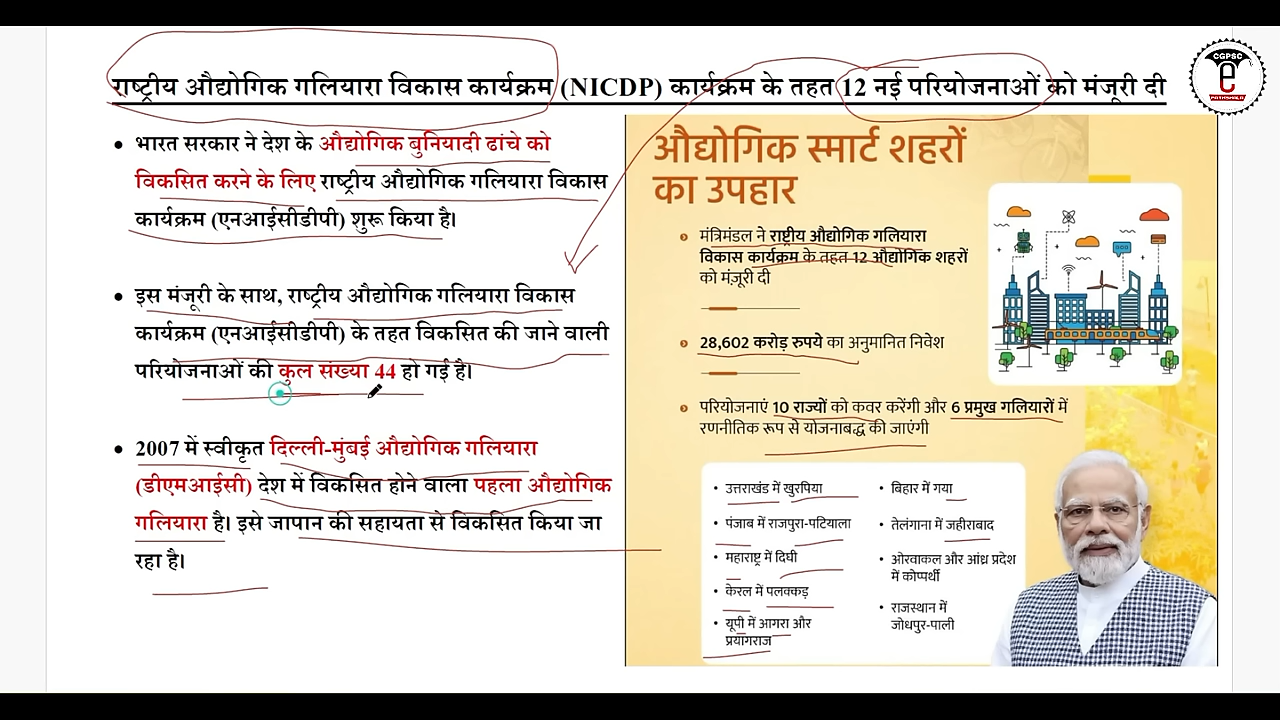 राष्ट्रीय औद्योगिक गलियारा विकास कार्यक्रम (NICDP) कार्यक्रम के तहत 12 नई परियोजनाओं को मंजूरी दी
CGPSC
e
PATHSHALA
• भारत सरकार ने देश के औद्योगिक बुनियादी ढांचे को
विकसित करने के लिए राष्ट्रीय औद्योगिक गलियारा विकास
कार्यक्रम (एनआईसीडीपी) शुरू किया है।
• इस मंजूरी के साथ, राष्ट्रीय औद्योगिक गलियारा विकास
कार्यक्रम (एनआईसीडीपी) के तहत विकसित की जाने वाली
परियोजनाओं की कुल संख्या 44 हो गई है।
• 2007 में स्वीकृत दिल्ली-मुंबई औद्योगिक गलियारा
(डीएमआईसी) देश में विकसित होने वाला पहला औद्योगिक
गलियारा है। इसे जापान की सहायता से विकसित किया जा
रहा है।
औद्योगिक स्मार्ट शहरों
का उपहार
मंत्रिमंडल ने राष्ट्रीय औद्योगिक गलियारा
विकास कार्यक्रम के तहत 12 औद्योगिक शहरों
को मंज़ूरी दी
28,602 करोड़ रुपये का अनुमानित निवेश
परियोजनाएं 10 राज्यों को कवर करेंगी और 6 प्रमुख गलियारों में
रणनीतिक रूप से योजनाबद्ध की जाएंगी
• उत्तराखंड में खुरपिया
• पंजाब में राजपुरा-पटियाला
• महाराष्ट्र में दिघी
• केरल में पलक्कड़
• यूपी में आगरा और
प्रयागराज
• बिहार में गया
• तेलंगाना में जहीराबाद
• ओरवाकल और आंध्र प्रदेश
में कोप्पर्थी
• राजस्थान में
जोधपुर-पाली